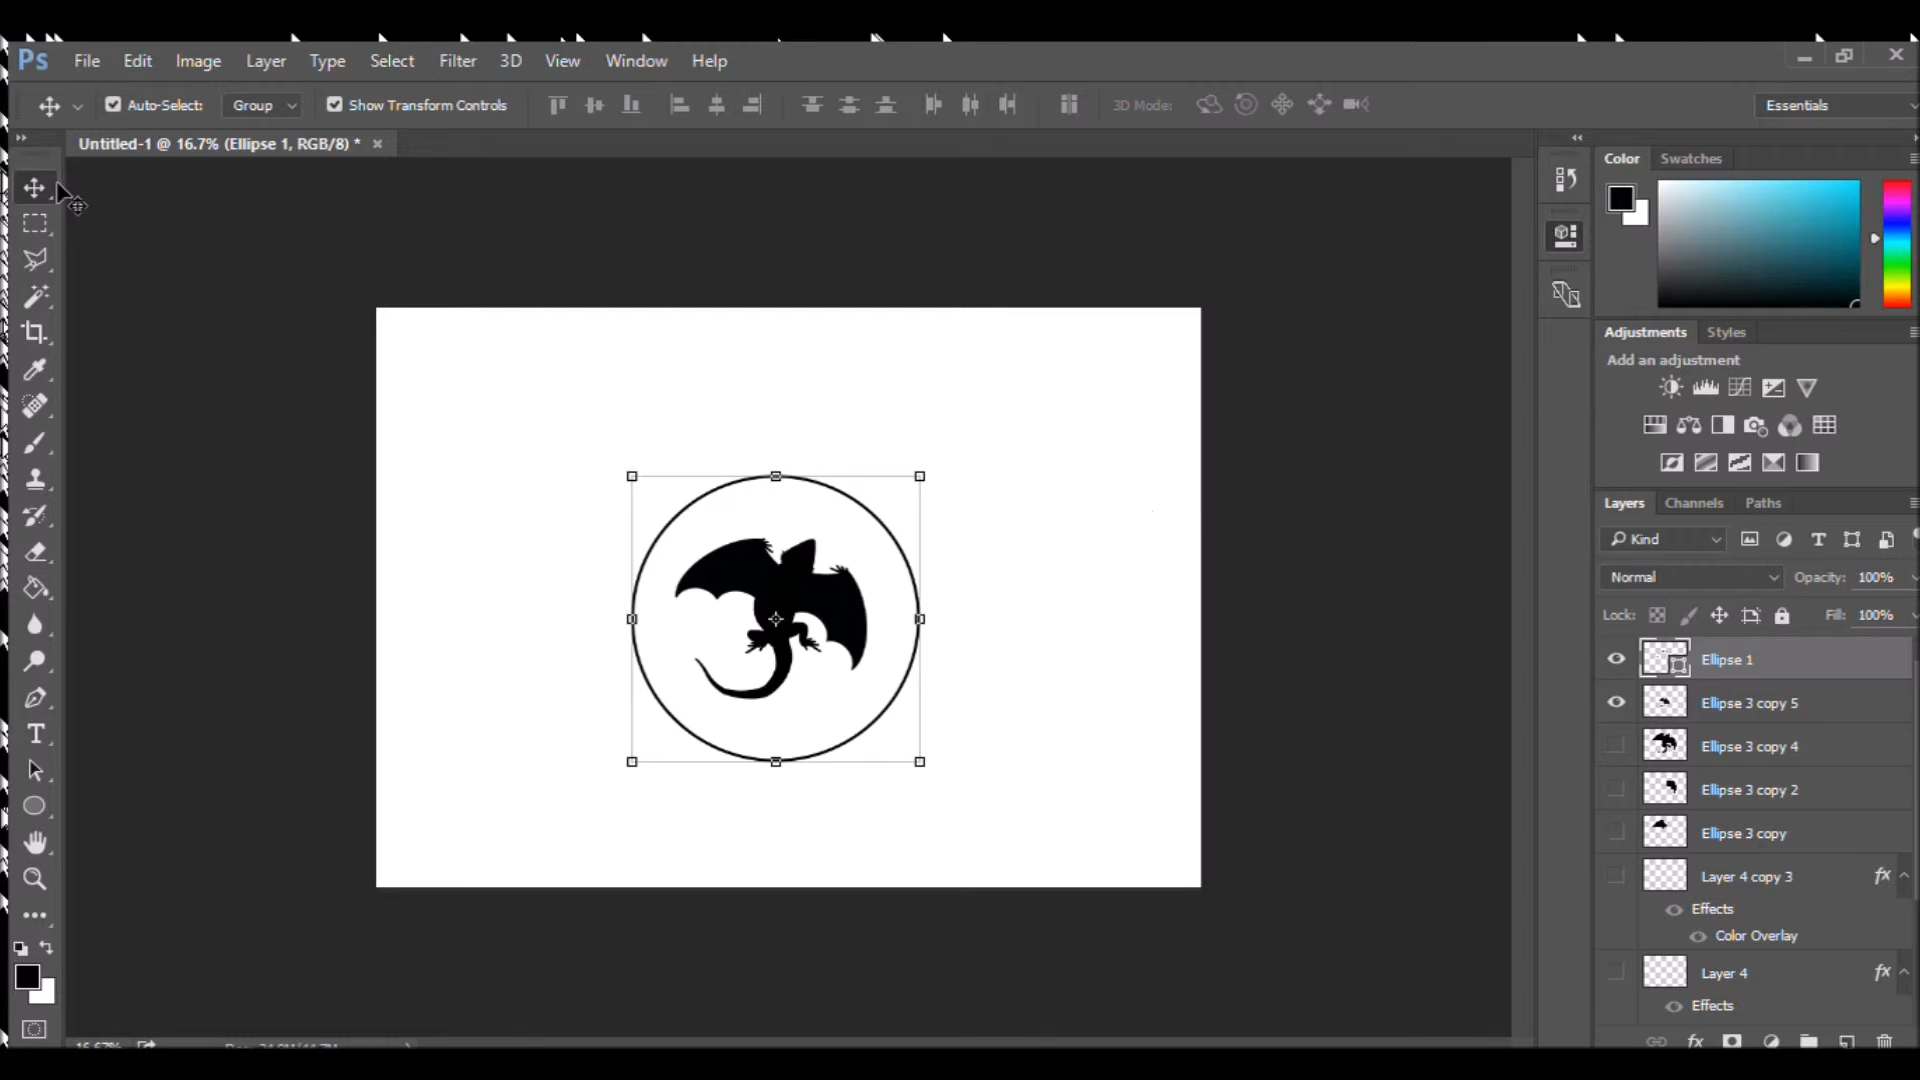 Ps File Edit Image Layer Type Select Filter 3D View Window Help
Auto-Select: Group Show Transform Controls 3D Mode: Essentials
Untitled-1 @ 16.7% (Ellipse 1, RGB/8) *
Color Swatches
Adjustments Styles
Add an adjustment
Layers Channels Paths
Kind
Normal Opacity: 100%
Lock: Fill: 100%
Ellipse 1
Ellipse 3 copy 5
Ellipse 3 copy 4
Ellipse 3 copy 2
Ellipse 3 copy
Layer 4 copy 3 fx
Effects
Color Overlay
Layer 4 fx
Effects
fx
16.67%